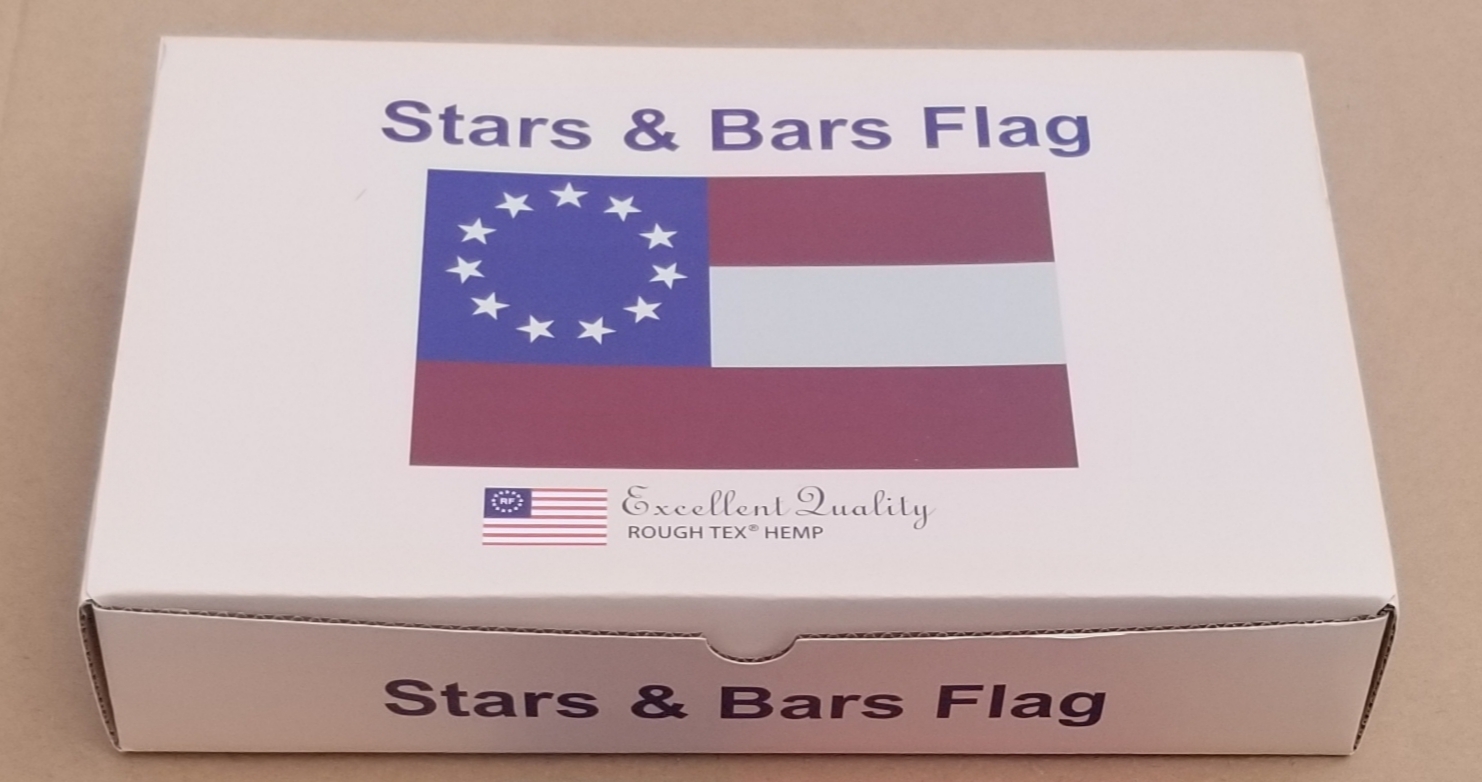 Stars & Bars Flag
RF
Excellent Quality
ROUGH TEX® HEMP
Stars & Bars Flag